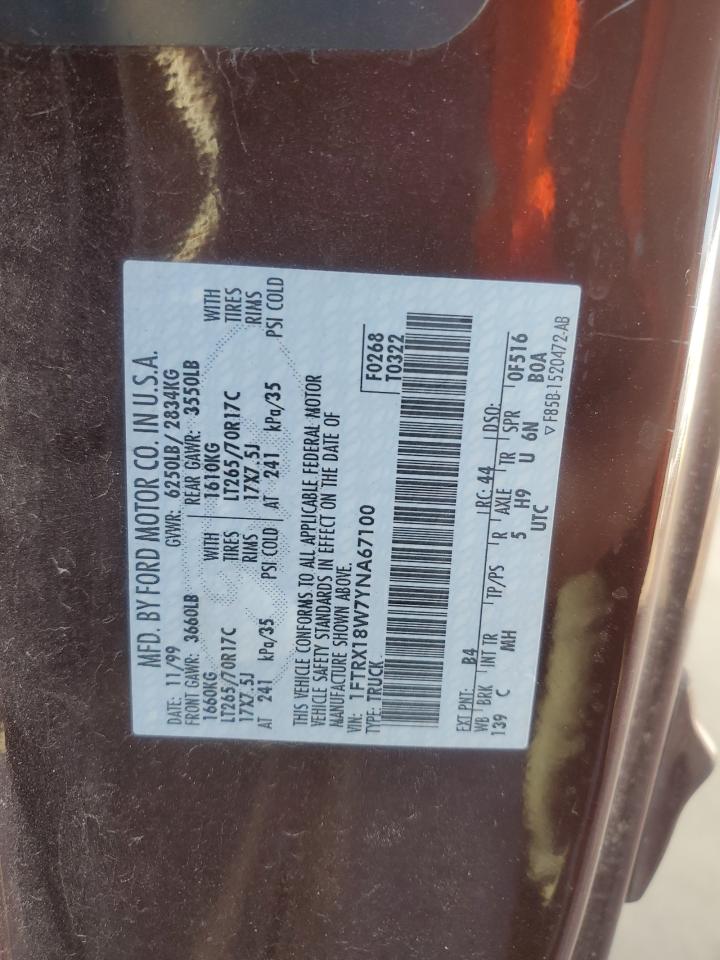 MFD. BY FORD MOTOR CO. IN U.S.A.
DATE: 11/99 GVWR: 6250LB/ 2834KG
FRONT GAWR: 3660LB REAR GAWR: 3550LB
1660KG WITH 1610KG WITH
LT265/70R17C TIRES LT265/70R17C TIRES
17X7.5J RIMS 17X7.5J RIMS
AT 241 kPa/35 PSI COLD AT 241 kPa/35 PSI COLD
THIS VEHICLE CONFORMS TO ALL APPLICABLE FEDERAL MOTOR
VEHICLE SAFETY STANDARDS IN EFFECT ON THE DATE OF
MANUFACTURE SHOWN ABOVE.
VIN: 1FTRX18W7YNA67100 F0268
TYPE: TRUCK T0322
EXT PNT: B4 RC: 44 DSO:
WB BRK INT TR TP/PS R AXLE TR SPR 0F516
139 C MH 5 H9 U 6N B0A
UTC ▽ F85B-1520472-AB